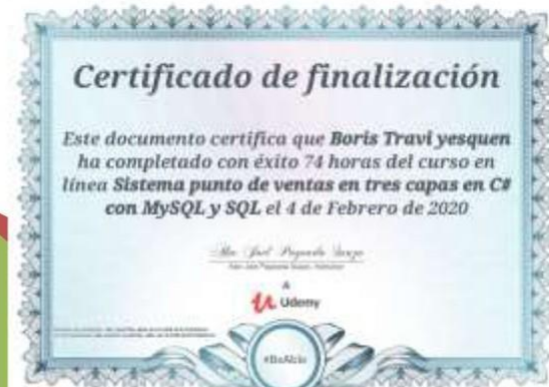 Certificado de finalización
Este documento certifica que Boris Travi yesquen
ha completado con éxito 74 horas del curso en
línea Sistema punto de ventas en tres capas en C#
con MySQL y SQL el 4 de Febrero de 2020
A
Udemy